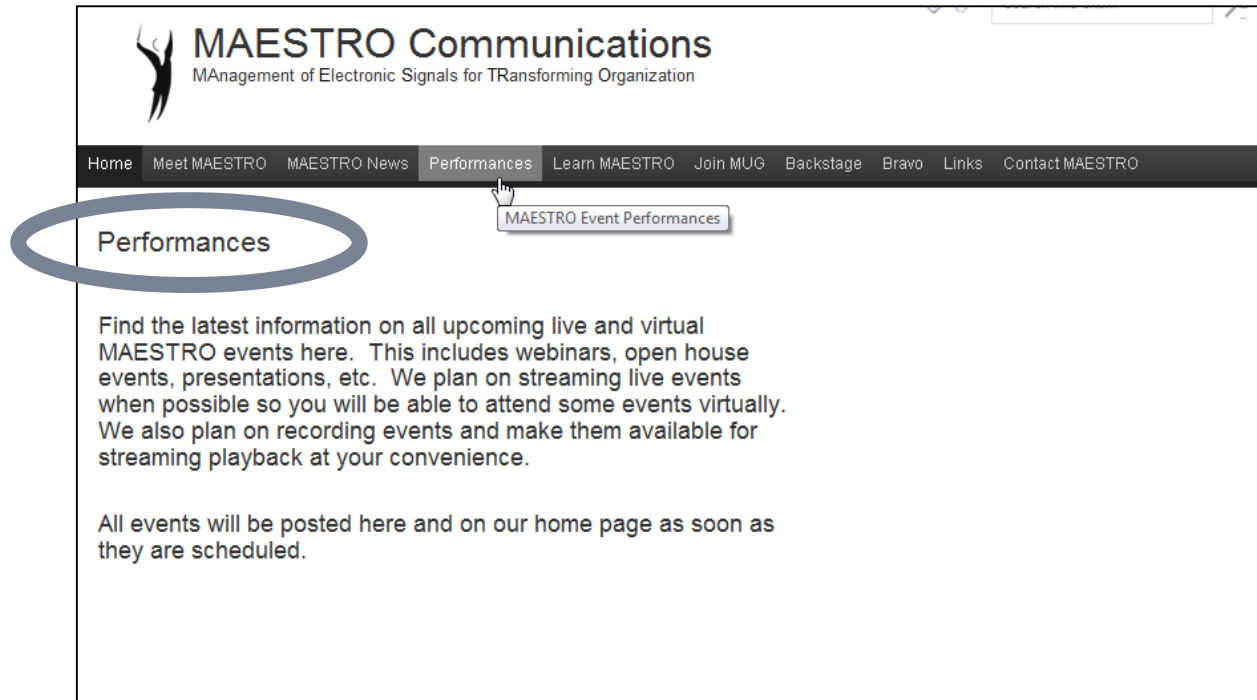 MAESTRO Communications
MAnagement of Electronic Signals for TRansforming Organization
Home Meet MAESTRO MAESTRO News Performances Learn MAESTRO Join MUG Backstage Bravo Links Contact MAESTRO
MAESTRO Event Performances
Performances
Find the latest information on all upcoming live and virtual
MAESTRO events here. This includes webinars, open house
events, presentations, etc. We plan on streaming live events
when possible so you will be able to attend some events virtually.
We also plan on recording events and make them available for
streaming playback at your convenience.
All events will be posted here and on our home page as soon as
they are scheduled.